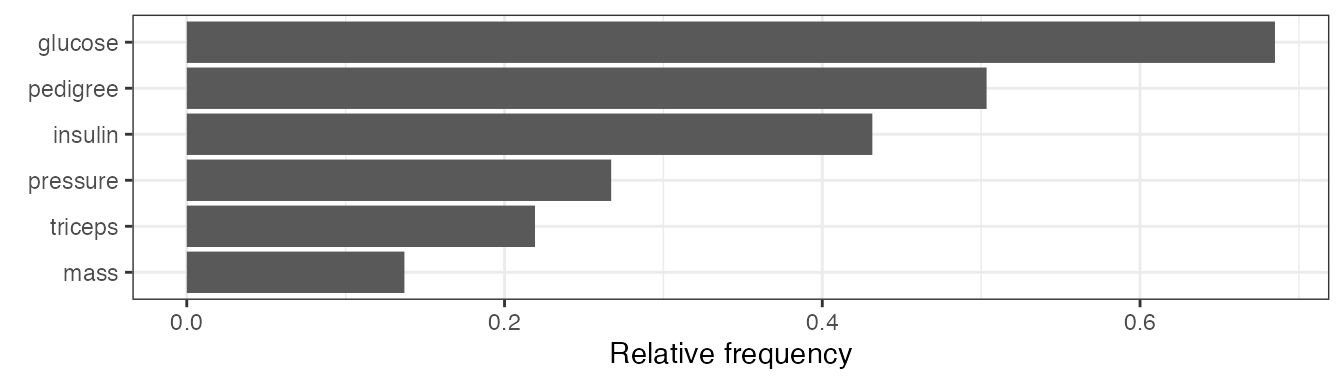 glucose
pedigree
insulin
pressure
triceps
mass
0.0 0.2 0.4 0.6
Relative frequency